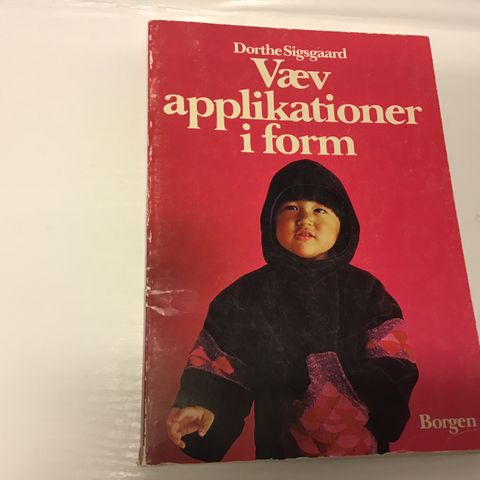 Dorthe Sigsgaard
Væv
applikationer
i form
Borgen